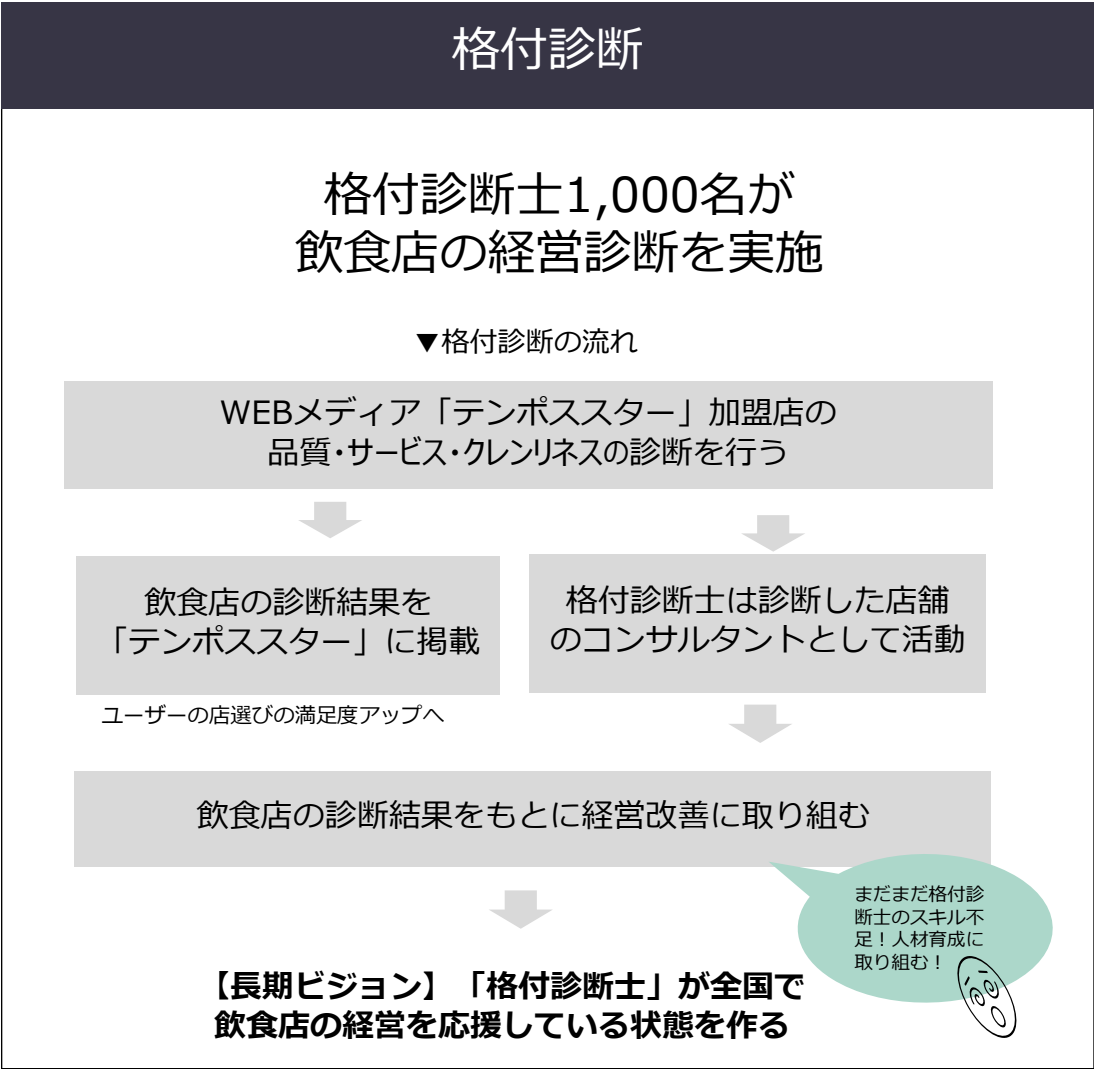 格付診断
格付診断士1,000名が
飲食店の経営診断を実施
▼格付診断の流れ
WEBメディア「テンポススター」加盟店の
品質･サービス･クレンリネスの診断を行う
飲食店の診断結果を
「テンポススター」に掲載
ユーザーの店選びの満足度アップへ
格付診断士は診断した店舗
のコンサルタントとして活動
飲食店の診断結果をもとに経営改善に取り組む
まだまだ格付診
断士のスキル不
足！人材育成に
取り組む！
【長期ビジョン】「格付診断士」が全国で
飲食店の経営を応援している状態を作る